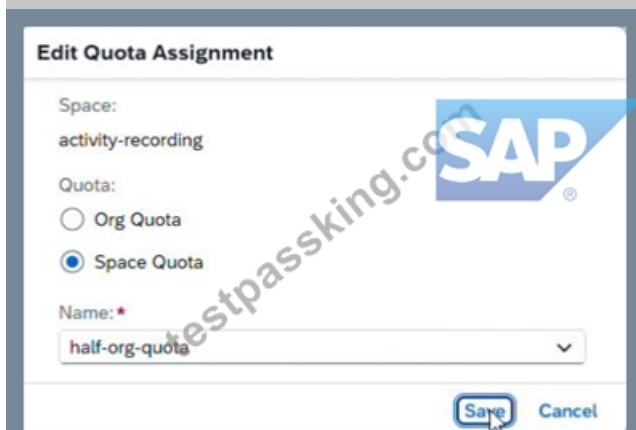 Edit Quota Assignment
Space:
activity-recording
SAP
®
Quota:
Org Quota
Space Quota
testpassking.com
Name:*
half-org-quota
Save
Cancel